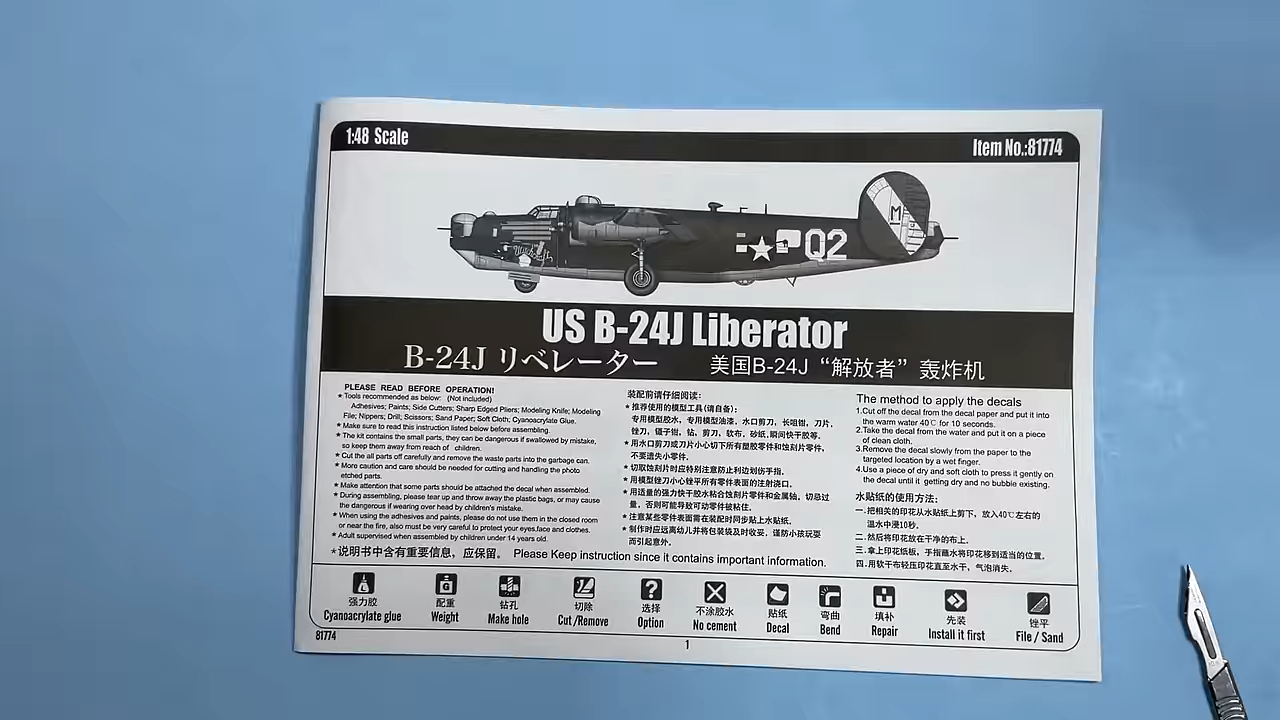 1:48 Scale
Item No.:81774
M
Q2
US B-24J Liberator
B-24J リベレーター
美国B-24J“解放者”轰炸机
PLEASE READ BEFORE OPERATION!
★Tools recommended as below: (Not included)
Adhesives; Paints; Side Cutters; Sharp Edged Pliers; Modeling Knife; Modeling
File; Nippers; Drill; Scissors; Sand Paper; Soft Cloth; Cyanoacrylate Glue.
★Make sure to read this instruction listed below before assembling.
★The kit contains the small parts, they can be dangerous if swallowed by mistake,
so keep them away from reach of children.
★Cut the all parts off carefully and remove the waste parts into the garbage can.
★More caution and care should be needed for cutting and handling the photo
etched parts.
★Make attention that some parts should be attached the decal when assembled.
★During assembling, please tear up and throw away the plastic bags, or may cause
the dangerous if wearing over head by children's mistake.
★When using the adhesives and paints, please do not use them in the closed room
or near the fire, also must be very careful to protect your eyes,face and clothes.
★Adult supervised when assembled by children under 14 years old.
装配前请仔细阅读：
★推荐使用的模型工具(请自备)：
专用模型胶水，专用模型油漆，水口剪刀，长咀钳，刀片，
锉刀，镊子钳，钻，剪刀，软布，砂纸，瞬间快干胶等.
★用水口剪刀或刀片小心切下所有塑胶零件和蚀刻片零件，
不要遗失小零件.
★切取蚀刻片时应特别注意防止利边划伤手指.
★用模型锉刀小心锉平所有零件表面的注射浇口.
★用适量的强力快干胶水粘合蚀刻片零件和金属轴，切忌过
量，否则可能导致可动零件被粘住.
★注意某些零件表面需在装配时同步贴上水贴纸.
★制作时应远离幼儿并将包装袋及时收妥，谨防小孩玩耍
而引起意外.
★说明书中含有重要信息，应保留。 Please Keep instruction since it contains important information.
The method to apply the decals
1.Cut off the decal from the decal paper and put it into
the warm water 40℃ for 10 seconds.
2.Take the decal from the water and put it on a piece
of clean cloth.
3.Remove the decal slowly from the paper to the
targeted location by a wet finger.
4.Use a piece of dry and soft cloth to press it gently on
the decal until it getting dry and no bubbie existing.
水贴纸的使用方法：
一.把相关的印花从水贴纸上剪下，放入40℃左右的
温水中浸10秒.
二.然后将印花放在干净的布上.
三.拿上印花纸板，手指蘸水将印花移到适当的位置.
四.用软干布轻压印花直至水干，气泡消失.
强力胶
Cyanoacrylate glue
G
配重
Weight
钻孔
Make hole
切除
Cut /Remove
?
选择
Option
不涂胶水
No cement
贴纸
Decal
弯曲
Bend
填补
Repair
先装
Install it first
锉平
File / Sand
81774
1